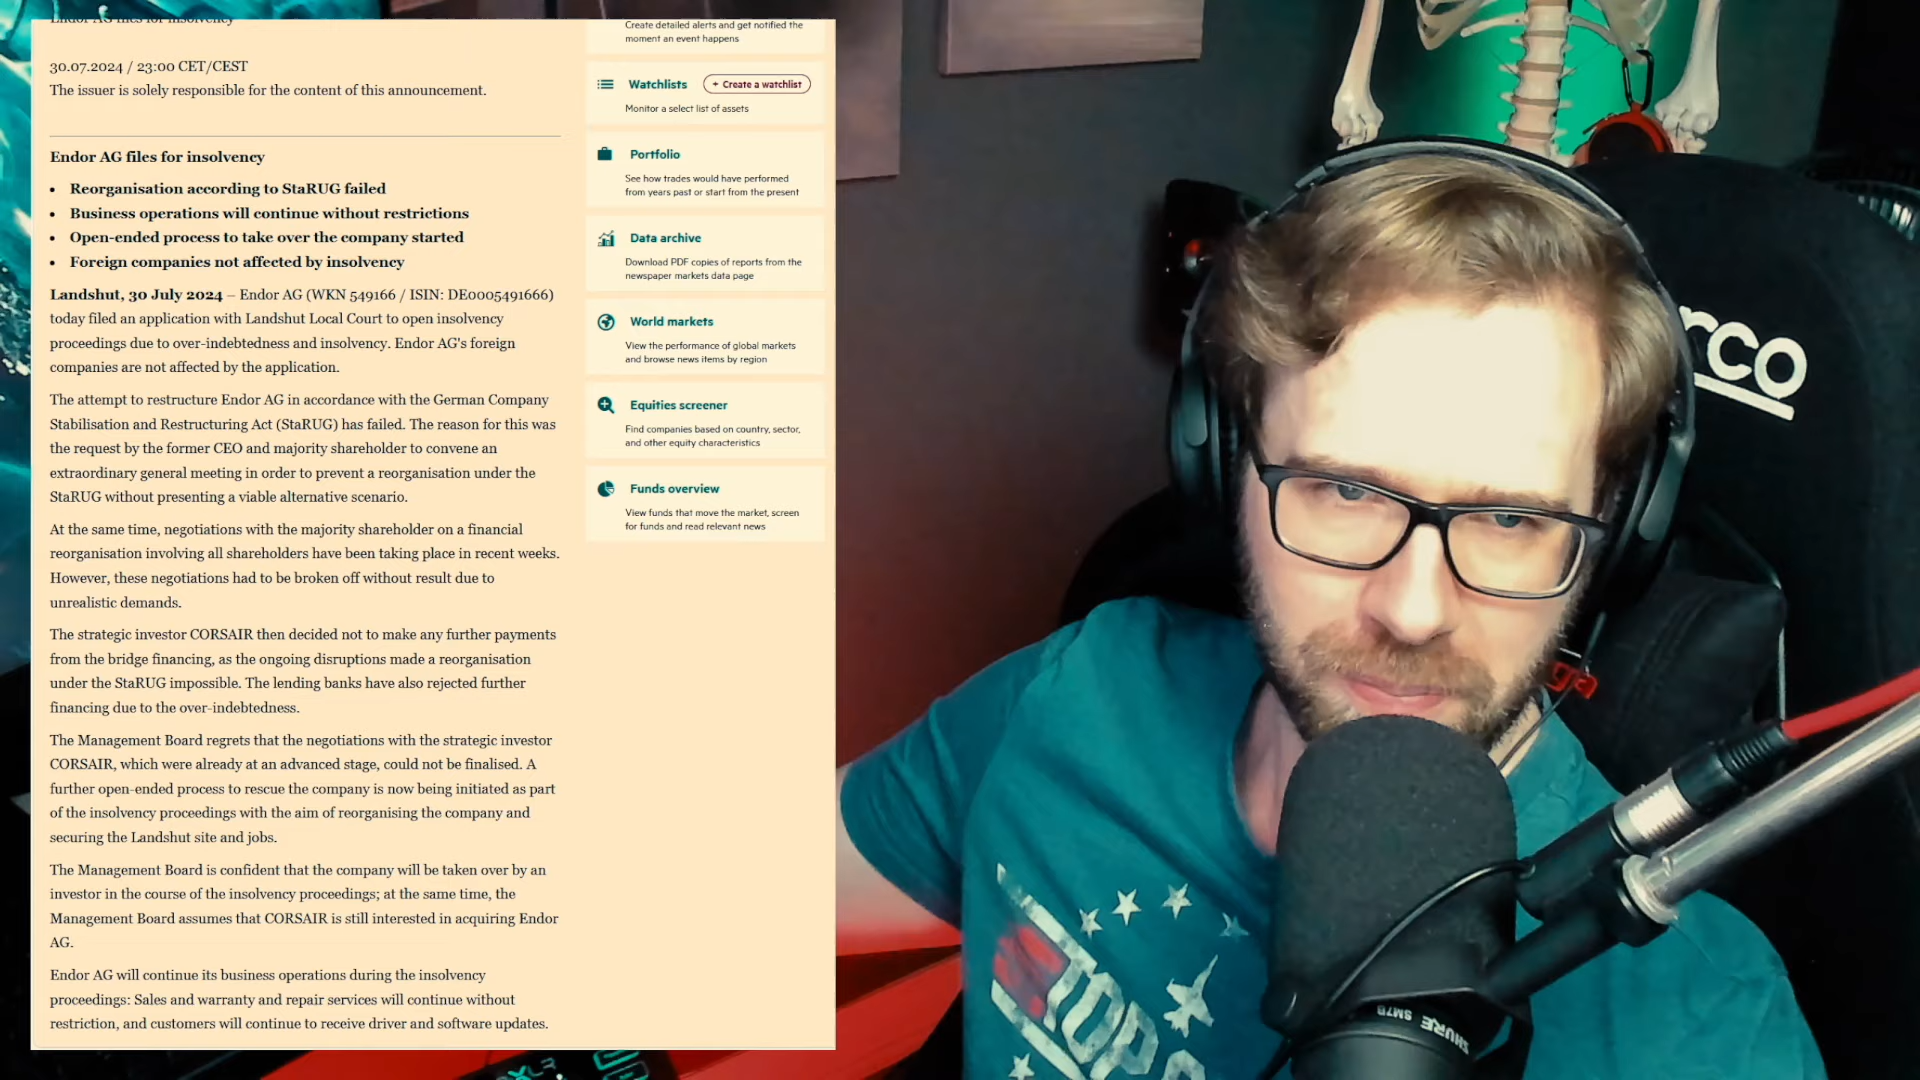 Endor AG files for insolvency
30.07.2024 / 23:00 CET/CEST
The issuer is solely responsible for the content of this announcement.
Endor AG files for insolvency
• Reorganisation according to StaRUG failed
• Business operations will continue without restrictions
• Open-ended process to take over the company started
• Foreign companies not affected by insolvency
Landshut, 30 July 2024 – Endor AG (WKN 549166 / ISIN: DE0005491666)
today filed an application with Landshut Local Court to open insolvency
proceedings due to over-indebtedness and insolvency. Endor AG's foreign
companies are not affected by the application.
The attempt to restructure Endor AG in accordance with the German Company
Stabilisation and Restructuring Act (StaRUG) has failed. The reason for this was
the request by the former CEO and majority shareholder to convene an
extraordinary general meeting in order to prevent a reorganisation under the
StaRUG without presenting a viable alternative scenario.
At the same time, negotiations with the majority shareholder on a financial
reorganisation involving all shareholders have been taking place in recent weeks.
However, these negotiations had to be broken off without result due to
unrealistic demands.
The strategic investor CORSAIR then decided not to make any further payments
from the bridge financing, as the ongoing disruptions made a reorganisation
under the StaRUG impossible. The lending banks have also rejected further
financing due to the over-indebtedness.
The Management Board regrets that the negotiations with the strategic investor
CORSAIR, which were already at an advanced stage, could not be finalised. A
further open-ended process to rescue the company is now being initiated as part
of the insolvency proceedings with the aim of reorganising the company and
securing the Landshut site and jobs.
The Management Board is confident that the company will be taken over by an
investor in the course of the insolvency proceedings; at the same time, the
Management Board assumes that CORSAIR is still interested in acquiring Endor
AG.
Endor AG will continue its business operations during the insolvency
proceedings: Sales and warranty and repair services will continue without
restriction, and customers will continue to receive driver and software updates.
Create detailed alerts and get notified the
moment an event happens
Watchlists + Create a watchlist
Monitor a select list of assets
Portfolio
See how trades would have performed
from years past or start from the present
Data archive
Download PDF copies of reports from the
newspaper markets data page
World markets
View the performance of global markets
and browse news items by region
Equities screener
Find companies based on country, sector,
and other equity characteristics
Funds overview
View funds that move the market, screen
for funds and read relevant news
rco
SHURE SM7B